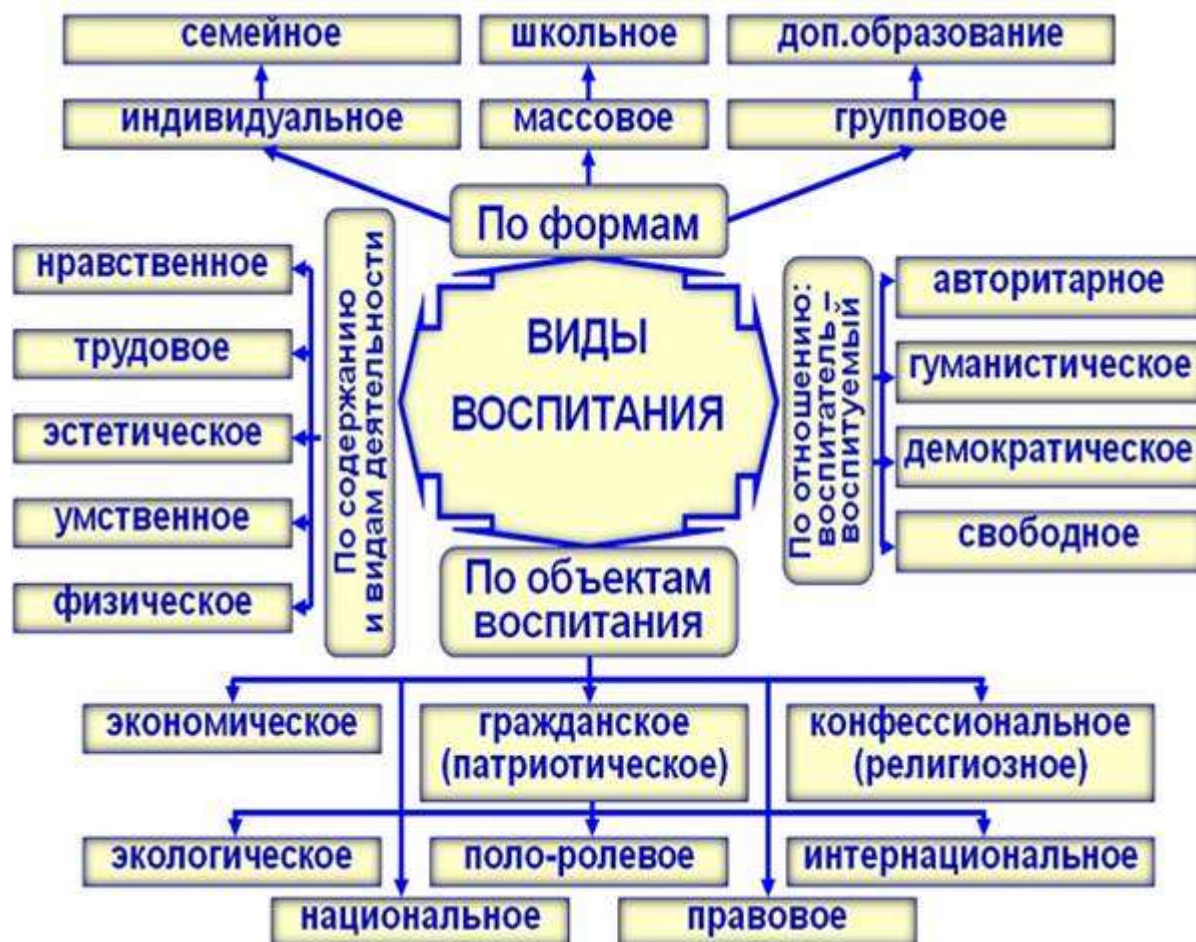 семейное
школьное
доп.образование
индивидуальное
массовое
групповое
По формам
По содержанию
и видам деятельности
нравственное
трудовое
эстетическое
умственное
физическое
ВИДЫ
ВОСПИТАНИЯ
По отношению:
воспитатель –
воспитуемый
авторитарное
гуманистическое
демократическое
свободное
По объектам
воспитания
экономическое
гражданское
(патриотическое)
конфессиональное
(религиозное)
экологическое
поло-ролевое
интернациональное
национальное
правовое